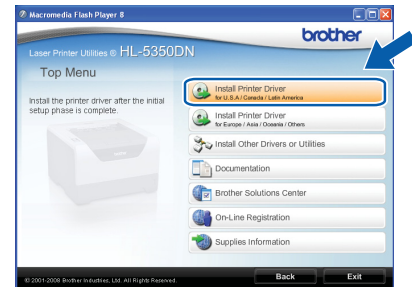 Macromedia Flash Player 8
brother
Laser Printer Utilities ® HL-5350DN
Top Menu
Install the printer driver after the initial
setup phase is complete.
Install Printer Driver
for U.S.A / Canada / Latin America
Install Printer Driver
for Europe / Asia / Oceania / Others
Install Other Drivers or Utilities
Documentation
Brother Solutions Center
On-Line Registration
Supplies Information
© 2001-2008 Brother Industries, Ltd. All Rights Reserved.
Back
Exit